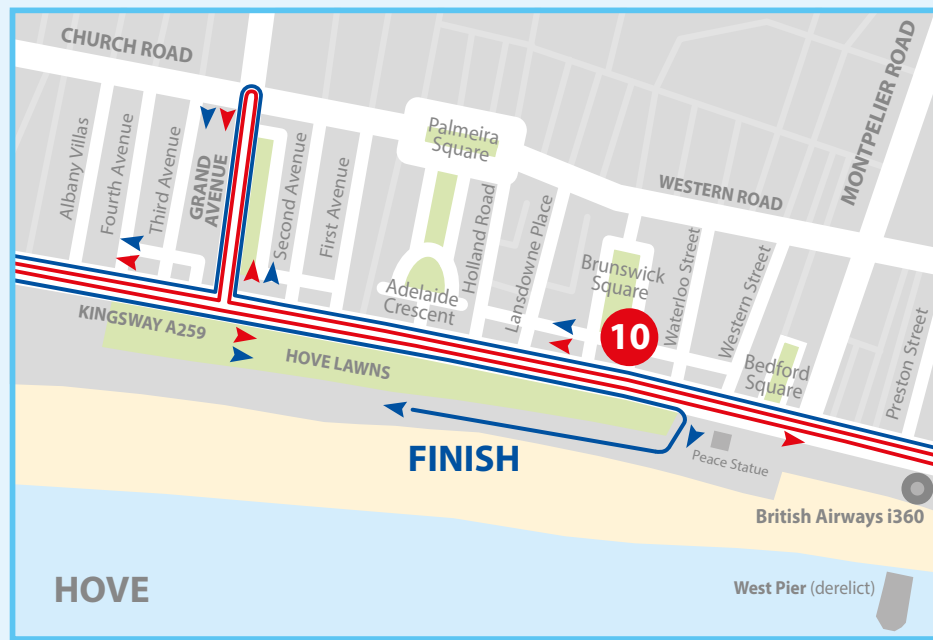 CHURCH ROAD
MONTPELIER ROAD
Palmeira
Square
Albany Villas
Fourth Avenue
Third Avenue
GRAND
AVENUE
Second Avenue
First Avenue
Holland Road
Lansdowne Place
WESTERN ROAD
Brunswick
Square
Waterloo Street
Western Street
Adelaide
Crescent
10
Bedford
Square
Preston Street
KINGSWAY A259
HOVE LAWNS
FINISH
Peace Statue
British Airways i360
HOVE
West Pier (derelict)